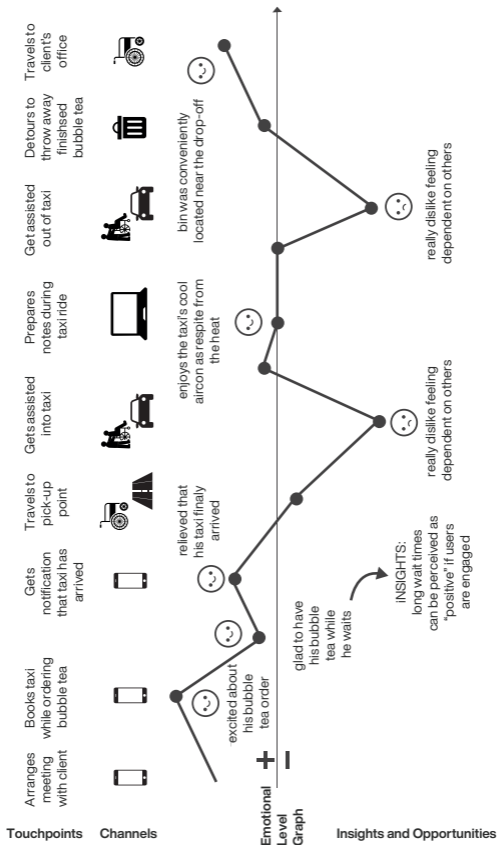 Touchpoints
Arranges
meeting
with client
Books taxi
while ordering
bubble tea
Gets
notification
that taxi has
arrived
Travels to
pick-up
point
Gets assisted
into taxi
Prepares
notes during
taxi ride
Get assisted
out of taxi
Detours to
throw away
finishsed
bubble tea
Travels to
client's
office
Channels
Emotional
Level
Graph
+
−
excited about
his bubble
tea order
glad to have
his bubble
tea while
he waits
relieved that
his taxi finaly
arrived
really dislike feeling
dependent on others
enjoys the taxi's cool
aircon as respite from
the heat
really dislike feeling
dependent on others
bin was conveniently
located near the drop-off
Insights and Opportunities
iNSIGHTS:
long wait times
can be perceived as
"positive" if users
are engaged